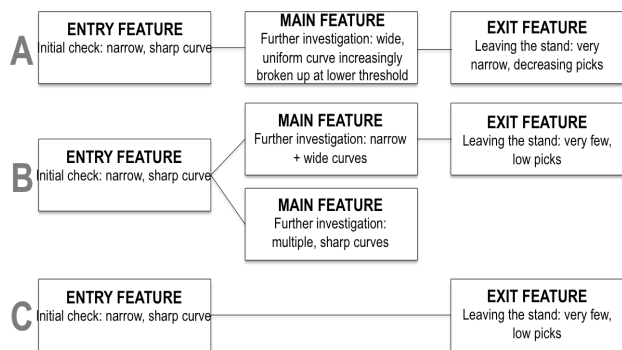 A
ENTRY FEATURE
Initial check: narrow, sharp curve
MAIN FEATURE
Further investigation: wide,
uniform curve increasingly
broken up at lower threshold
EXIT FEATURE
Leaving the stand: very
narrow, decreasing picks
B
ENTRY FEATURE
Initial check: narrow, sharp curve
MAIN FEATURE
Further investigation: narrow
+ wide curves
EXIT FEATURE
Leaving the stand: very few,
low picks
MAIN FEATURE
Further investigation:
multiple, sharp curves
C
ENTRY FEATURE
Initial check: narrow, sharp curve
EXIT FEATURE
Leaving the stand: very few,
low picks